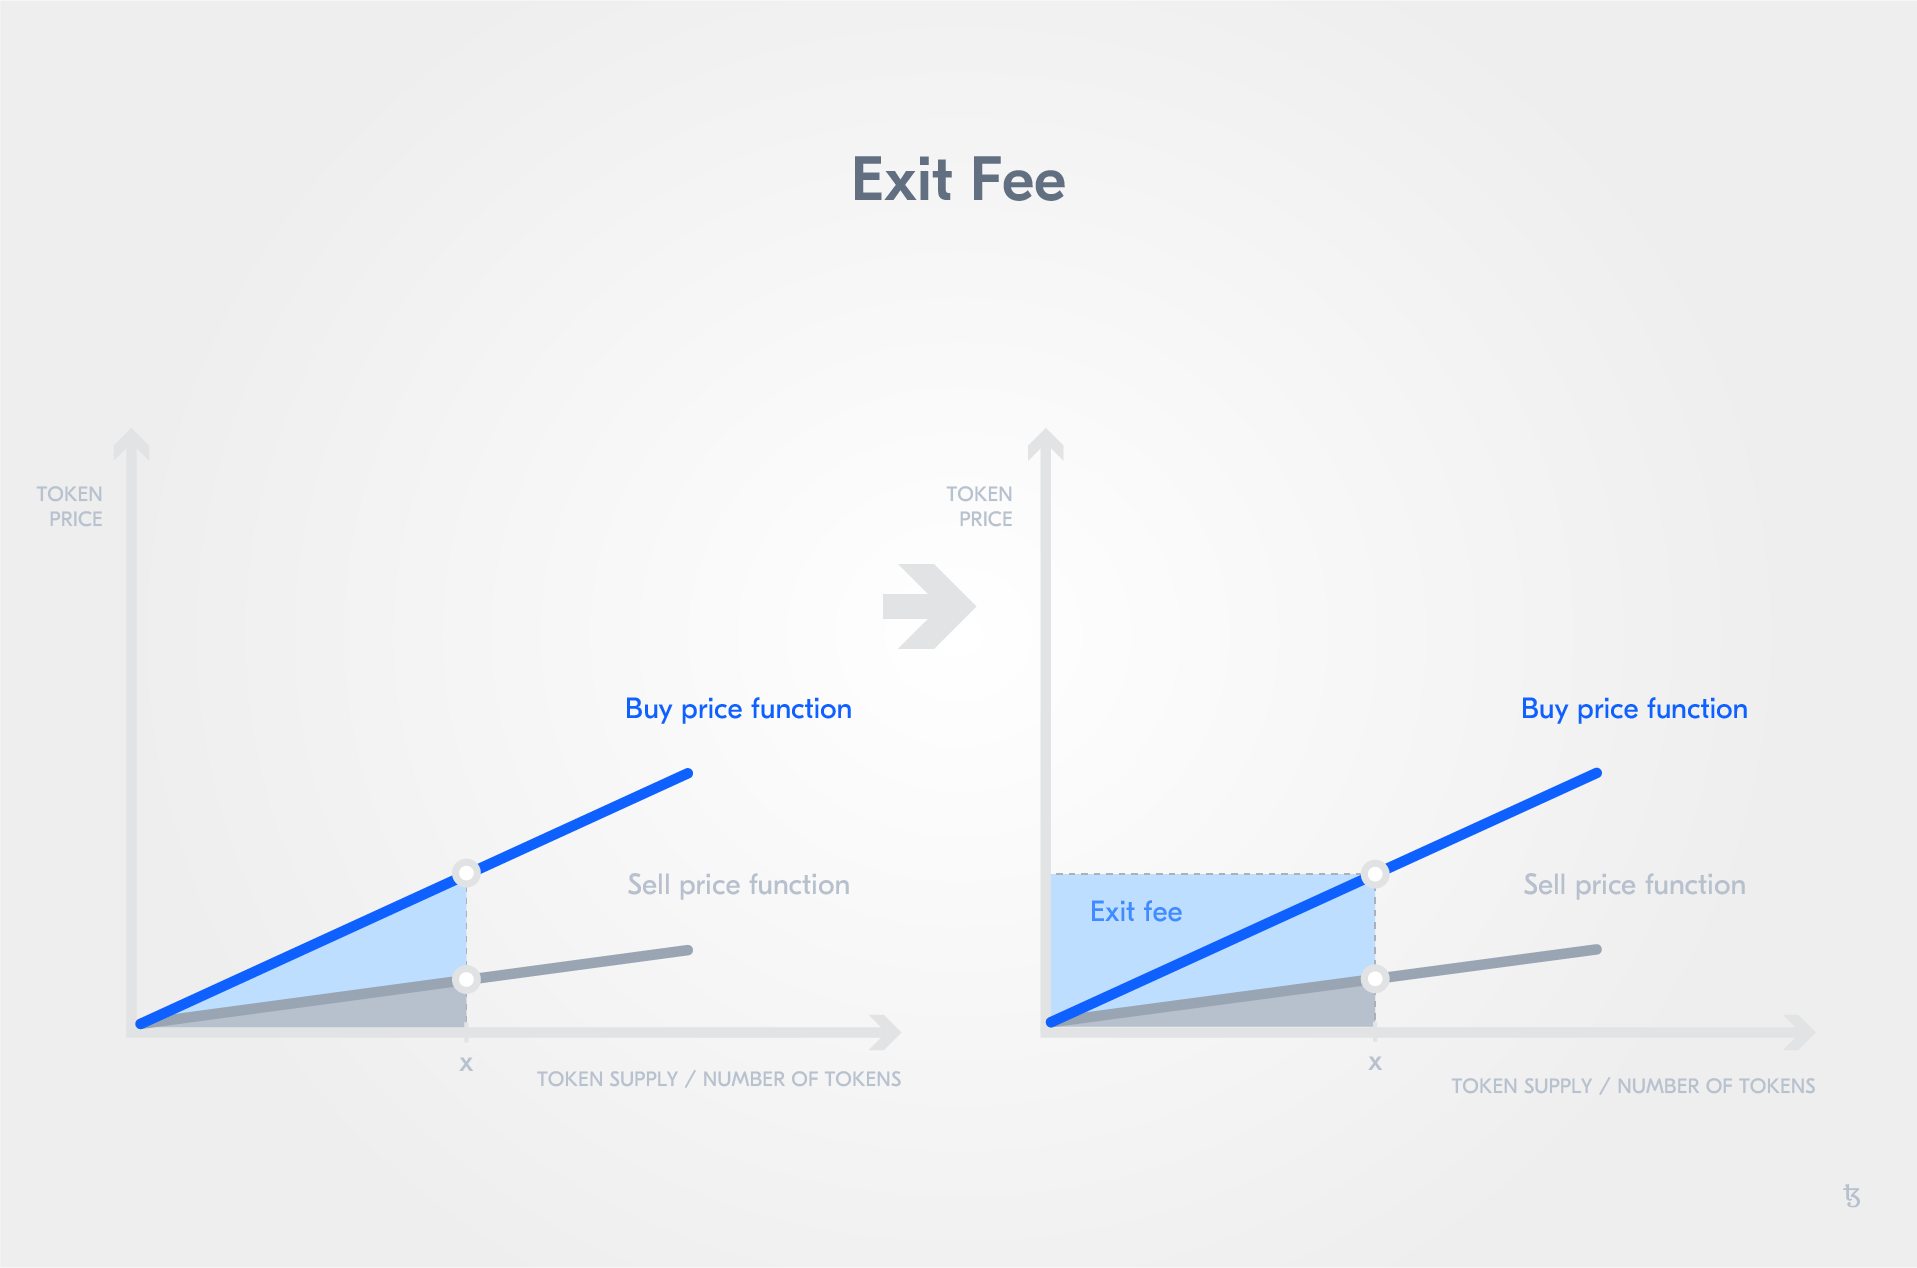 Exit Fee
TOKEN
PRICE
Buy price function
Sell price function
x
TOKEN SUPPLY / NUMBER OF TOKENS
TOKEN
PRICE
Buy price function
Sell price function
Exit fee
x
TOKEN SUPPLY / NUMBER OF TOKENS
ꜩ